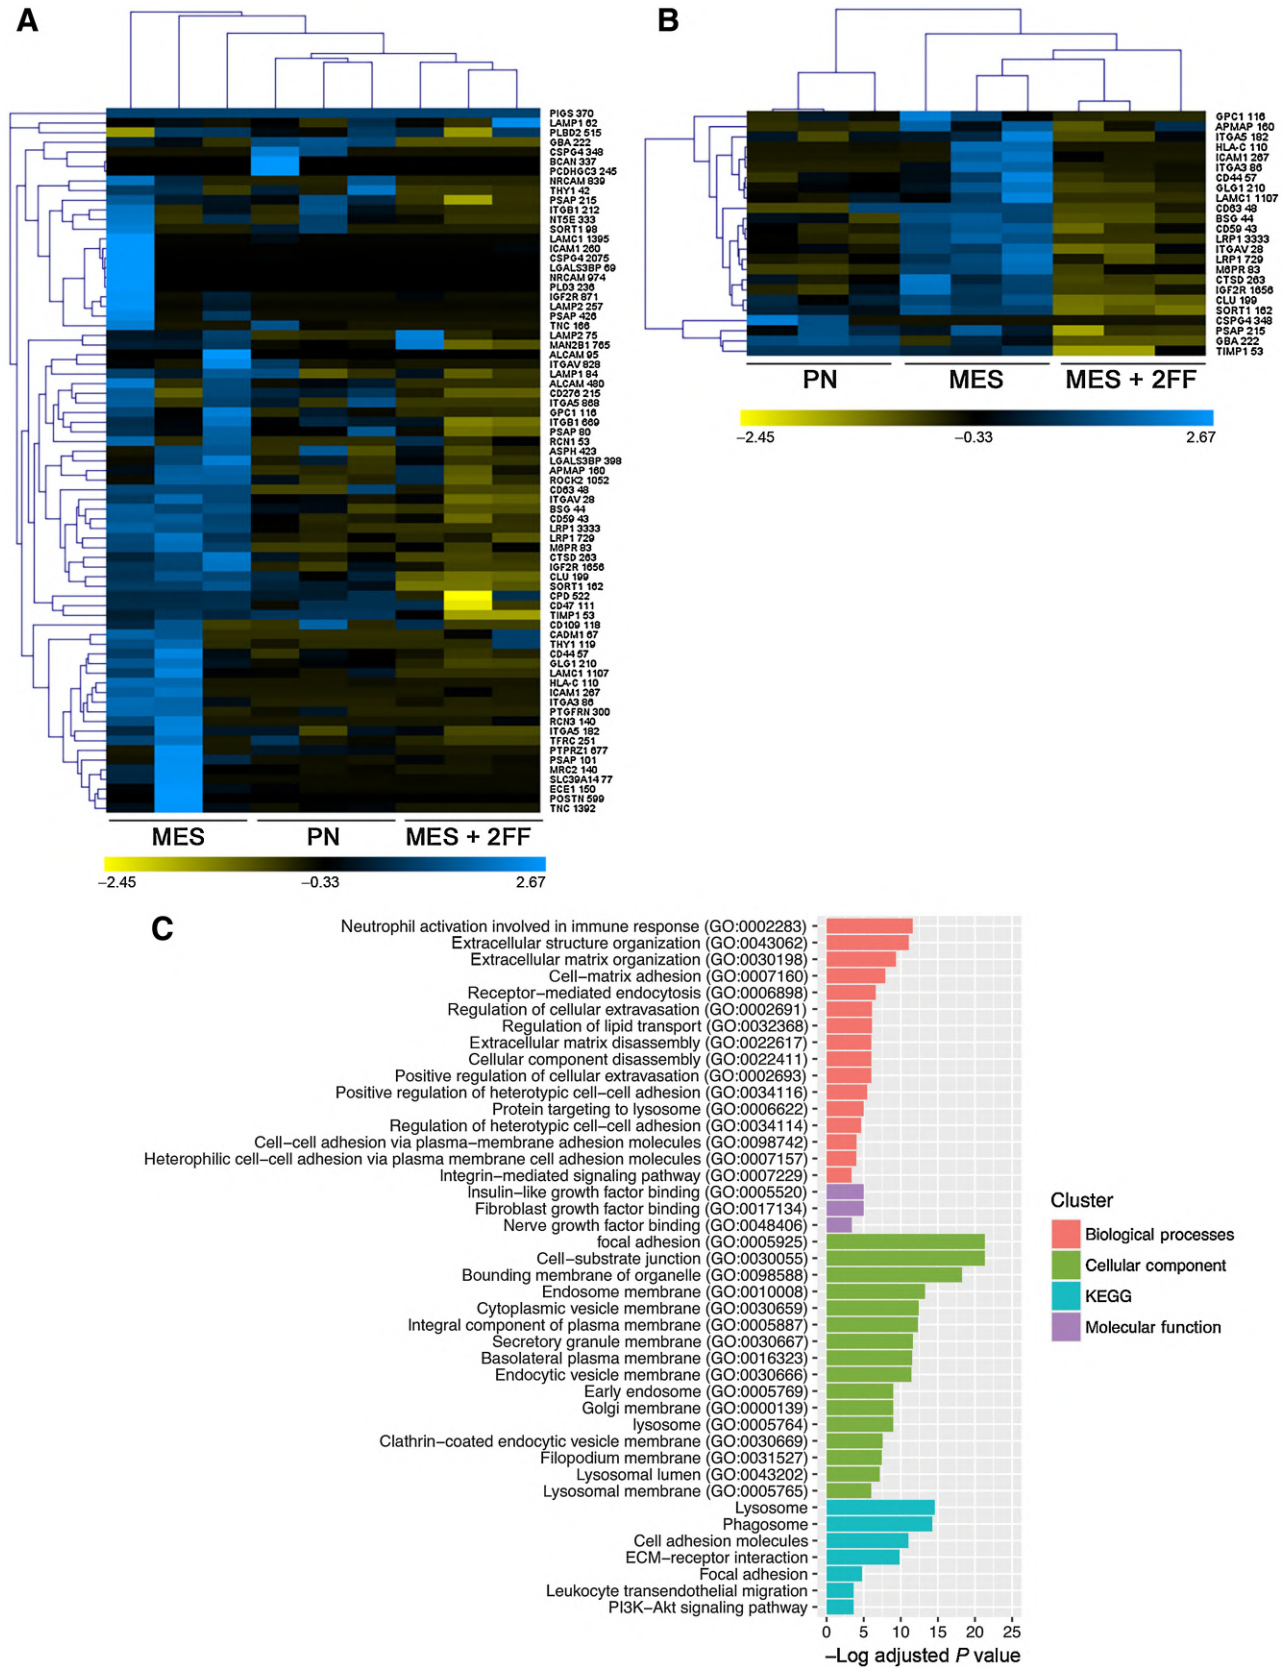 A
PIGS 370
LAMP1 62
PLBD2 515
GBA 222
CSPG4 348
BCAN 337
PCDHGC3 245
NRCAM 839
THY1 42
PSAP 215
ITGB1 212
NT5E 333
SORT1 98
LAMC1 1395
ICAM1 260
CSPG4 2075
LGALS3BP 69
NRCAM 974
PLD3 236
IGF2R 871
LAMP2 257
PSAP 426
TNC 166
LAMP2 75
MAN2B1 765
ALCAM 95
ITGAV 828
LAMP1 84
ALCAM 480
CD276 215
ITGA5 868
GPC1 116
ITGB1 669
PSAP 80
RCN1 53
ASPH 423
LGALS3BP 398
APMAP 160
ROCK2 1052
CD63 48
ITGAV 28
BSG 44
CD59 43
LRP1 3333
LRP1 729
M6PR 83
CTSD 263
IGF2R 1656
CLU 199
SORT1 162
CPD 522
CD47 111
TIMP1 53
CD109 118
CADM1 67
THY1 119
CD44 57
GLG1 210
LAMC1 1107
HLA-C 110
ICAM1 267
ITGA3 86
PTGFRN 300
RCN3 140
ITGA5 182
TFRC 251
PTPRZ1 677
PSAP 101
MRC2 140
SLC39A14 77
ECE1 150
POSTN 599
TNC 1392
MES PN MES + 2FF
−2.45 −0.33 2.67
B
GPC1 116
APMAP 160
ITGA5 182
HLA-C 110
ICAM1 267
ITGA3 86
CD44 57
GLG1 210
LAMC1 1107
CD63 48
BSG 44
CD59 43
LRP1 3333
ITGAV 28
LRP1 729
M6PR 83
CTSD 263
IGF2R 1656
CLU 199
SORT1 162
CSPG4 348
PSAP 215
GBA 222
TIMP1 53
PN MES MES + 2FF
−2.45 −0.33 2.67
C
Neutrophil activation involved in immune response (GO:0002283)
Extracellular structure organization (GO:0043062)
Extracellular matrix organization (GO:0030198)
Cell−matrix adhesion (GO:0007160)
Receptor−mediated endocytosis (GO:0006898)
Regulation of cellular extravasation (GO:0002691)
Regulation of lipid transport (GO:0032368)
Extracellular matrix disassembly (GO:0022617)
Cellular component disassembly (GO:0022411)
Positive regulation of cellular extravasation (GO:0002693)
Positive regulation of heterotypic cell−cell adhesion (GO:0034116)
Protein targeting to lysosome (GO:0006622)
Regulation of heterotypic cell−cell adhesion (GO:0034114)
Cell−cell adhesion via plasma−membrane adhesion molecules (GO:0098742)
Heterophilic cell−cell adhesion via plasma membrane cell adhesion molecules (GO:0007157)
Integrin−mediated signaling pathway (GO:0007229)
Insulin−like growth factor binding (GO:0005520)
Fibroblast growth factor binding (GO:0017134)
Nerve growth factor binding (GO:0048406)
focal adhesion (GO:0005925)
Cell−substrate junction (GO:0030055)
Bounding membrane of organelle (GO:0098588)
Endosome membrane (GO:0010008)
Cytoplasmic vesicle membrane (GO:0030659)
Integral component of plasma membrane (GO:0005887)
Secretory granule membrane (GO:0030667)
Basolateral plasma membrane (GO:0016323)
Endocytic vesicle membrane (GO:0030666)
Early endosome (GO:0005769)
Golgi membrane (GO:0000139)
lysosome (GO:0005764)
Clathrin−coated endocytic vesicle membrane (GO:0030669)
Filopodium membrane (GO:0031527)
Lysosomal lumen (GO:0043202)
Lysosomal membrane (GO:0005765)
Lysosome
Phagosome
Cell adhesion molecules
ECM−receptor interaction
Focal adhesion
Leukocyte transendothelial migration
PI3K−Akt signaling pathway
0 5 10 15 20 25
−Log adjusted P value
Cluster
Biological processes
Cellular component
KEGG
Molecular function